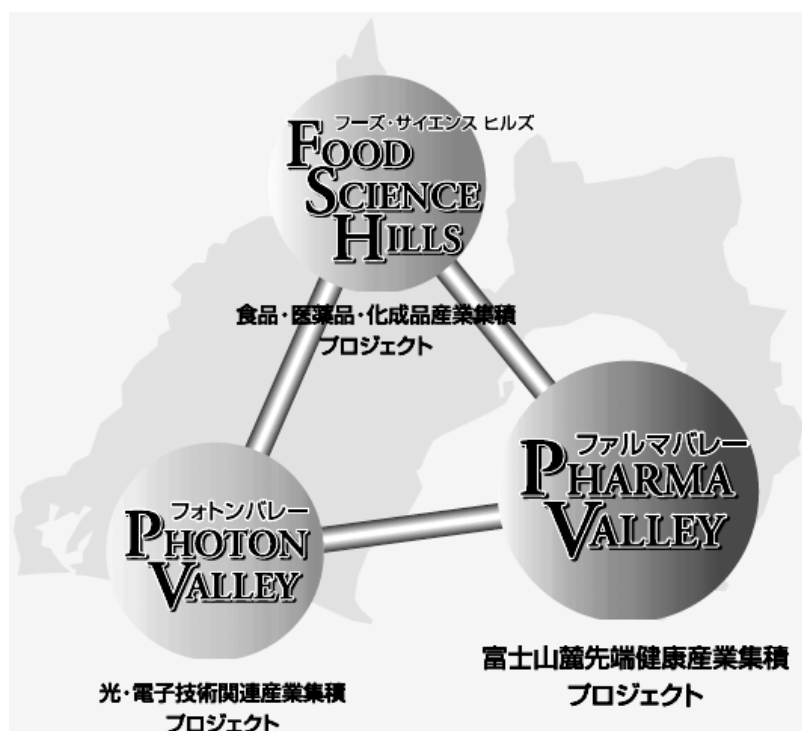 フーズ・サイエンス ヒルズ
FOOD
SCIENCE
HILLS
食品・医薬品・化成品産業集積
プロジェクト
ファルマバレー
PHARMA
VALLEY
富士山麓先端健康産業集積
プロジェクト
フォトンバレー
PHOTON
VALLEY
光・電子技術関連産業集積
プロジェクト